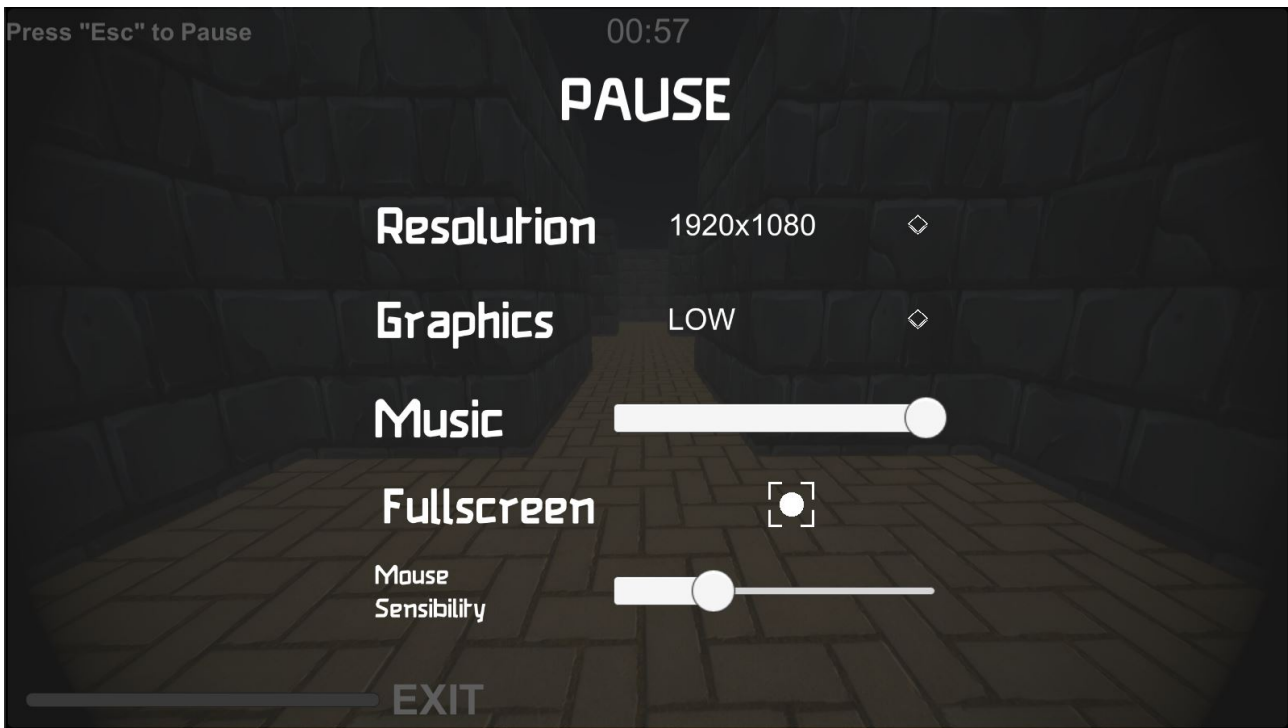 Press "Esc" to Pause
00:57
PAUSE
Resolution 1920x1080
Graphics LOW
Music
Fullscreen
Mouse
Sensibility
EXIT